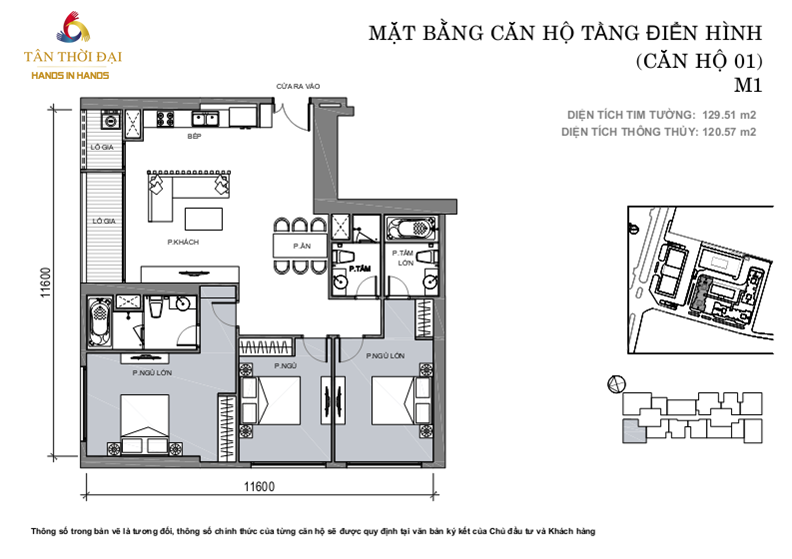 TÂN THỜI ĐẠI
HANDS IN HANDS
MẶT BẰNG CĂN HỘ TẦNG ĐIỂN HÌNH
(CĂN HỘ 01)
M1
DIỆN TÍCH TIM TƯỜNG: 129.51 m2
DIỆN TÍCH THÔNG THỦY: 120.57 m2
CỬA RA VÀO
BẾP
LÔ GIA
LÔ GIA
P.KHÁCH
P.ĂN
P.TẮM
P.TẮM
LỚN
11600
P.NGỦ LỚN
P.NGỦ
P.NGỦ LỚN
11600
Thông số trong bản vẽ là tương đối, thông số chính thức của từng căn hộ sẽ được quy định tại văn bản ký kết của Chủ đầu tư và Khách hàng